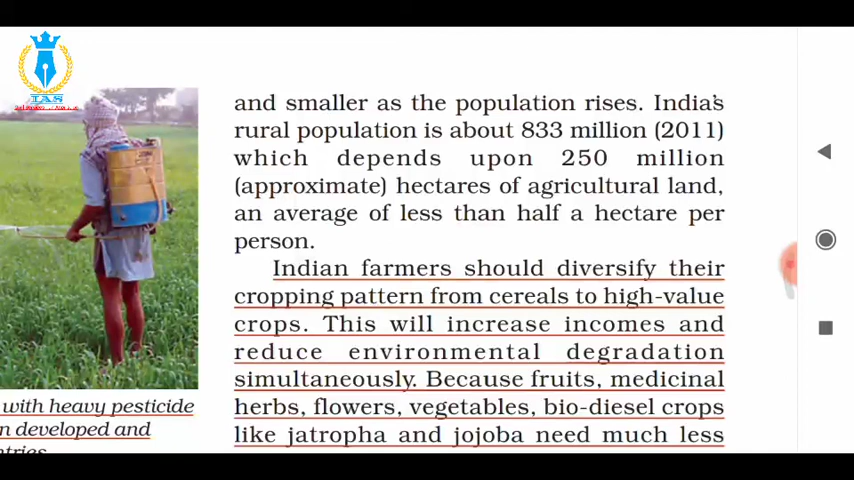 IAS
and smaller as the population rises. India's
rural population is about 833 million (2011)
which depends upon 250 million
(approximate) hectares of agricultural land,
an average of less than half a hectare per
person.
Indian farmers should diversify their
cropping pattern from cereals to high-value
crops. This will increase incomes and
reduce environmental degradation
simultaneously. Because fruits, medicinal
herbs, flowers, vegetables, bio-diesel crops
like jatropha and jojoba need much less
with heavy pesticide
n developed and